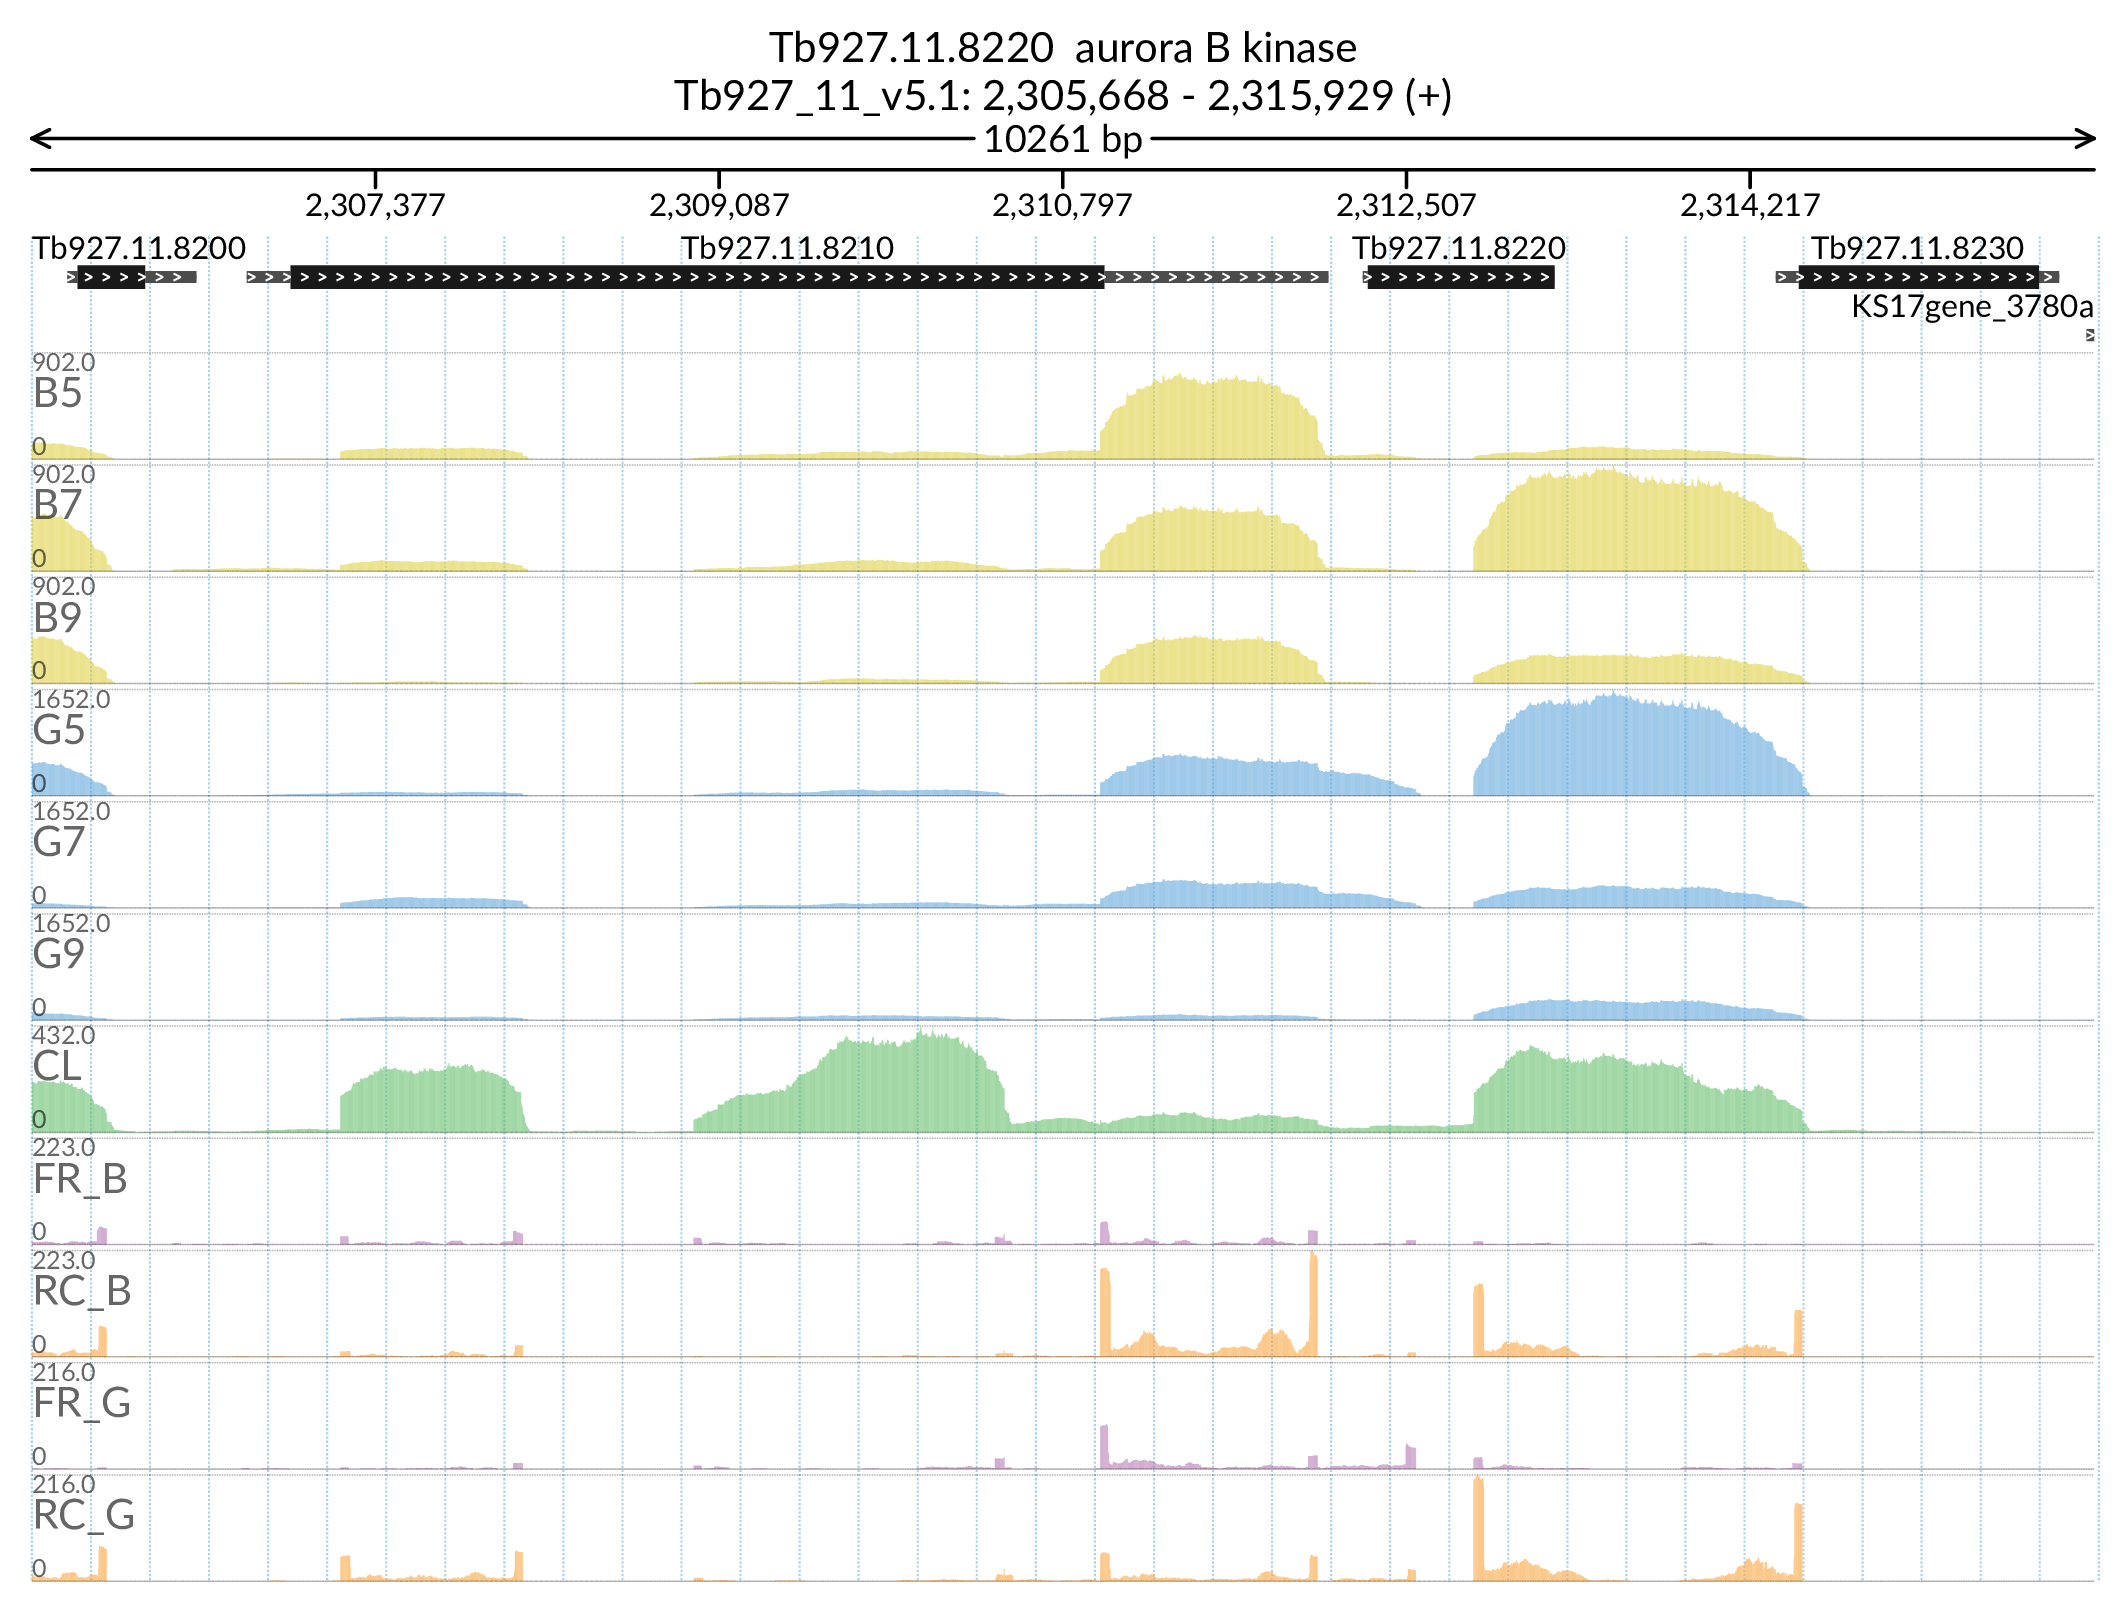 Tb927.11.8220  aurora B kinase
Tb927_11_v5.1: 2,305,668 - 2,315,929 (+)
10261 bp
2,307,377 2,309,087 2,310,797 2,312,507 2,314,217
Tb927.11.8200 Tb927.11.8210 Tb927.11.8220 Tb927.11.8230
KS17gene_3780a
902.0
B5
0
902.0
B7
0
902.0
B9
0
1652.0
G5
0
1652.0
G7
0
1652.0
G9
0
432.0
CL
0
223.0
FR_B
0
223.0
RC_B
0
216.0
FR_G
0
216.0
RC_G
0